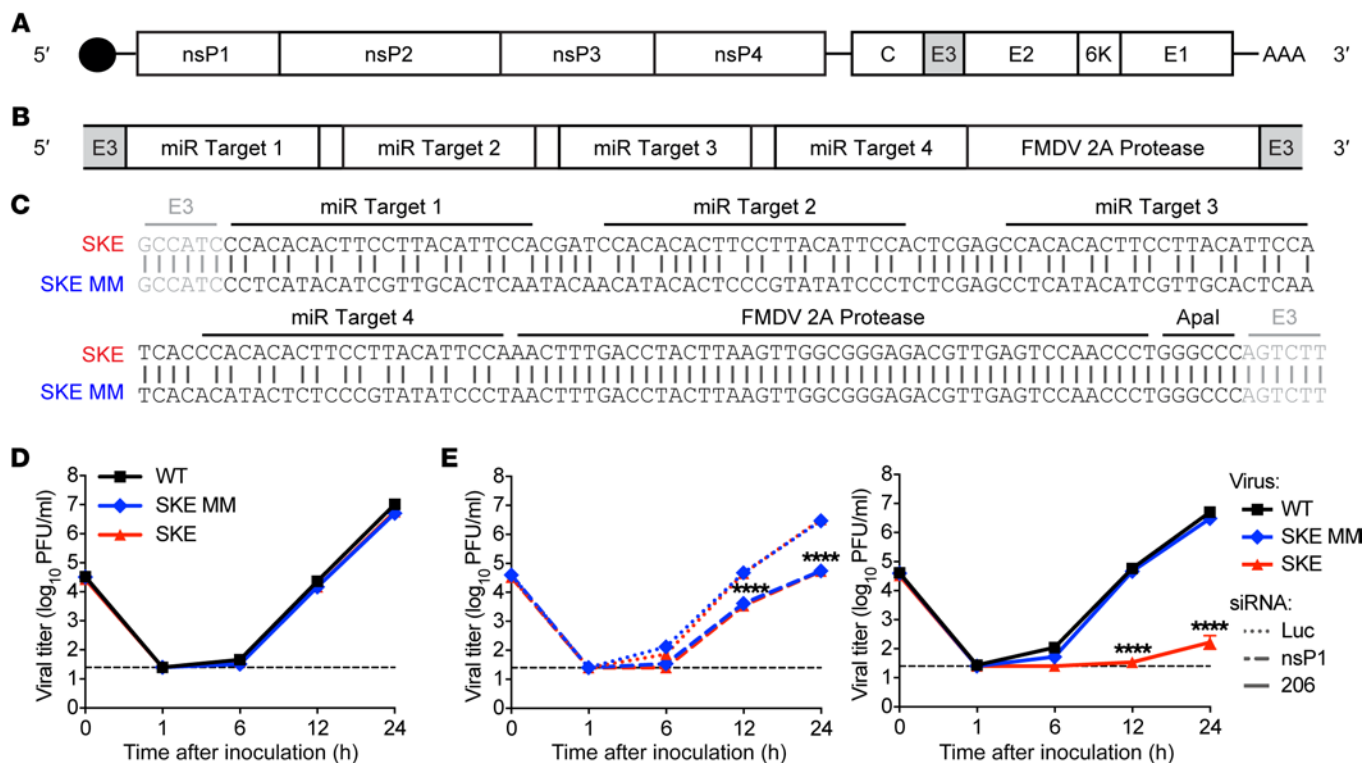 A
5′ nsP1 nsP2 nsP3 nsP4 C E3 E2 6K E1 AAA 3′
B
5′ E3 miR Target 1 miR Target 2 miR Target 3 miR Target 4 FMDV 2A Protease E3 3′
C
E3 miR Target 1 miR Target 2 miR Target 3
SKE GCCATCCCACACACTTCCTTACATTCCACGATCCACACACTTCCTTACATTCCACTCGAGCCACACACTTCCTTACATTCCA
SKE MM GCCATCCCTCATACATCGTTGCACTCAATACAACATACACTCCCGTATATCCCTCTCGAGCCTCATACATCGTTGCACTCAA
miR Target 4 FMDV 2A Protease ApaI E3
SKE TCACCCACACACTTCCTTACATTCCAAACTTTGACCTACTTAAGTTGGCGGGAGACGTTGAGTCCAACCCTGGGCCCAGTCTT
SKE MM TCACACATACTCTCCCGTATATCCCTAACTTTGACCTACTTAAGTTGGCGGGAGACGTTGAGTCCAACCCTGGGCCCAGTCTT
D
WT
SKE MM
SKE
Viral titer (log10 PFU/ml)
8
7
6
5
4
3
2
1
0
0 1 6 12 24
Time after inoculation (h)
E
Viral titer (log10 PFU/ml)
8
7
6
5
4
3
2
1
0
****
****
0 1 6 12 24
Time after inoculation (h)
Viral titer (log10 PFU/ml)
8
7
6
5
4
3
2
1
0
****
****
0 1 6 12 24
Time after inoculation (h)
Virus:
WT
SKE MM
SKE
siRNA:
Luc
nsP1
206